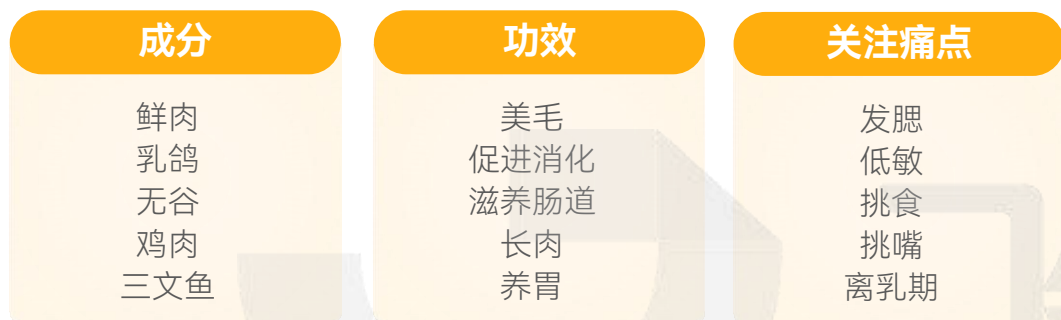 成分
鲜肉
乳鸽
无谷
鸡肉
三文鱼
功效
美毛
促进消化
滋养肠道
长肉
养胃
关注痛点
发腮
低敏
挑食
挑嘴
离乳期